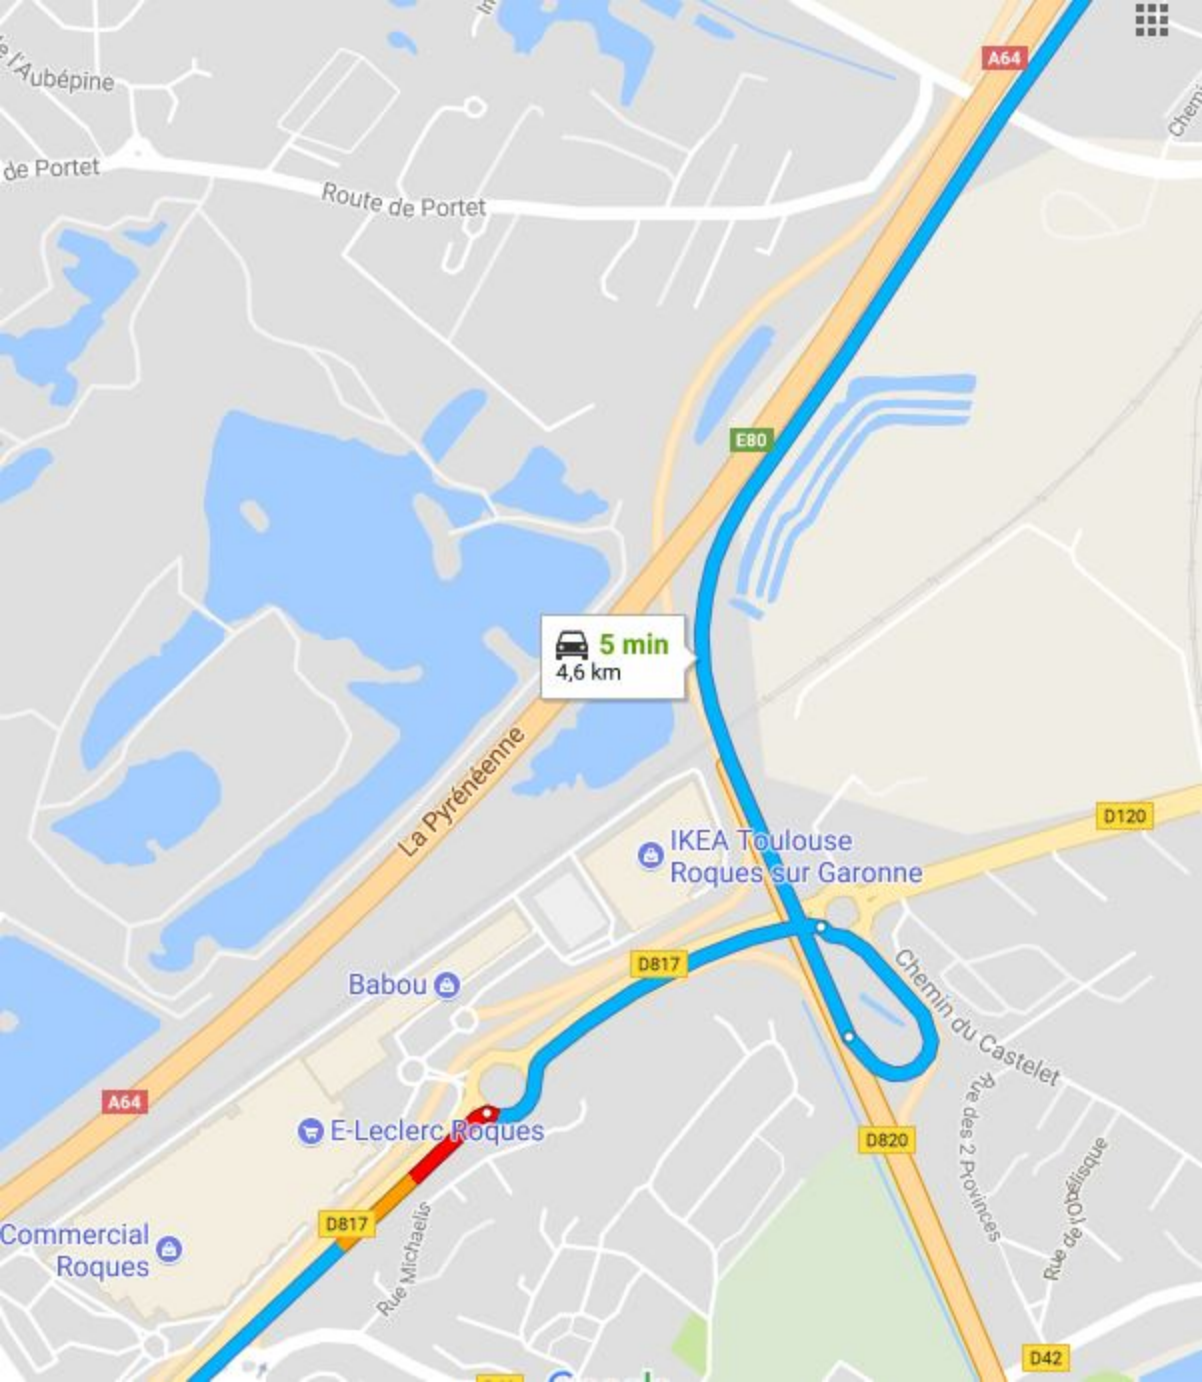 A64
de l'Aubépine
de Portet
Route de Portet
E80
5 min
4,6 km
La Pyrénéenne
D120
IKEA Toulouse
Roques sur Garonne
D817
Babou
Chemin du Castelet
A64
Rue des 2 Provinces
E-Leclerc Roques
D820
Rue de l'Obélisque
D817
Commercial
Roques
Rue Michaelis
D42